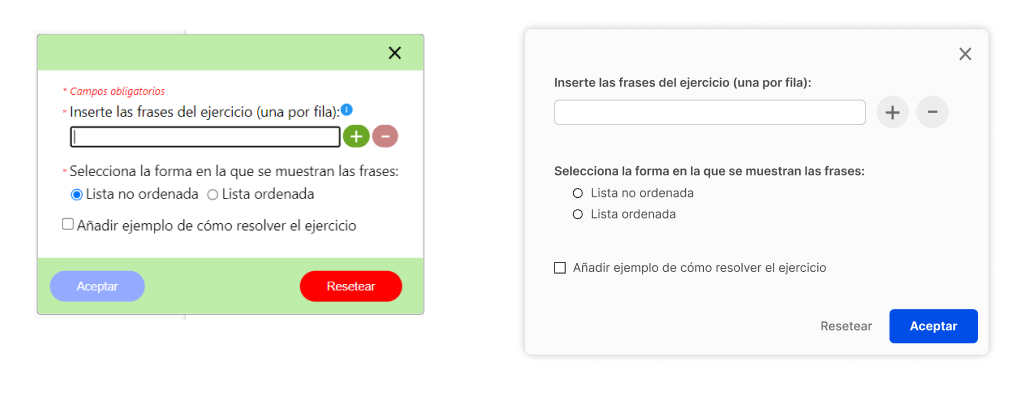 * Campos obligatorios
* Inserte las frases del ejercicio (una por fila): i
+ −
* Selecciona la forma en la que se muestran las frases:
Lista no ordenada Lista ordenada
Añadir ejemplo de cómo resolver el ejercicio
Aceptar Resetear
Inserte las frases del ejercicio (una por fila):
+ −
Selecciona la forma en la que se muestran las frases:
Lista no ordenada
Lista ordenada
Añadir ejemplo de cómo resolver el ejercicio
Resetear Aceptar